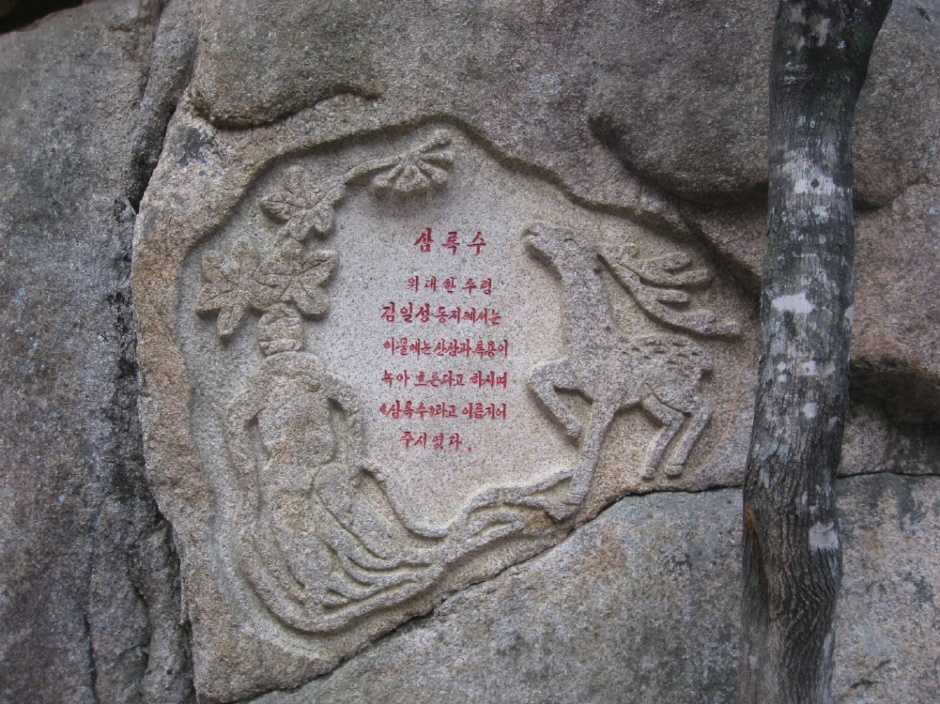 삼록수
위대한 수령
김일성동지께서는
이물에는 산삼과 록용이
녹아 흐른다고 하시며
《삼록수》라고 이름지어
주시였다.